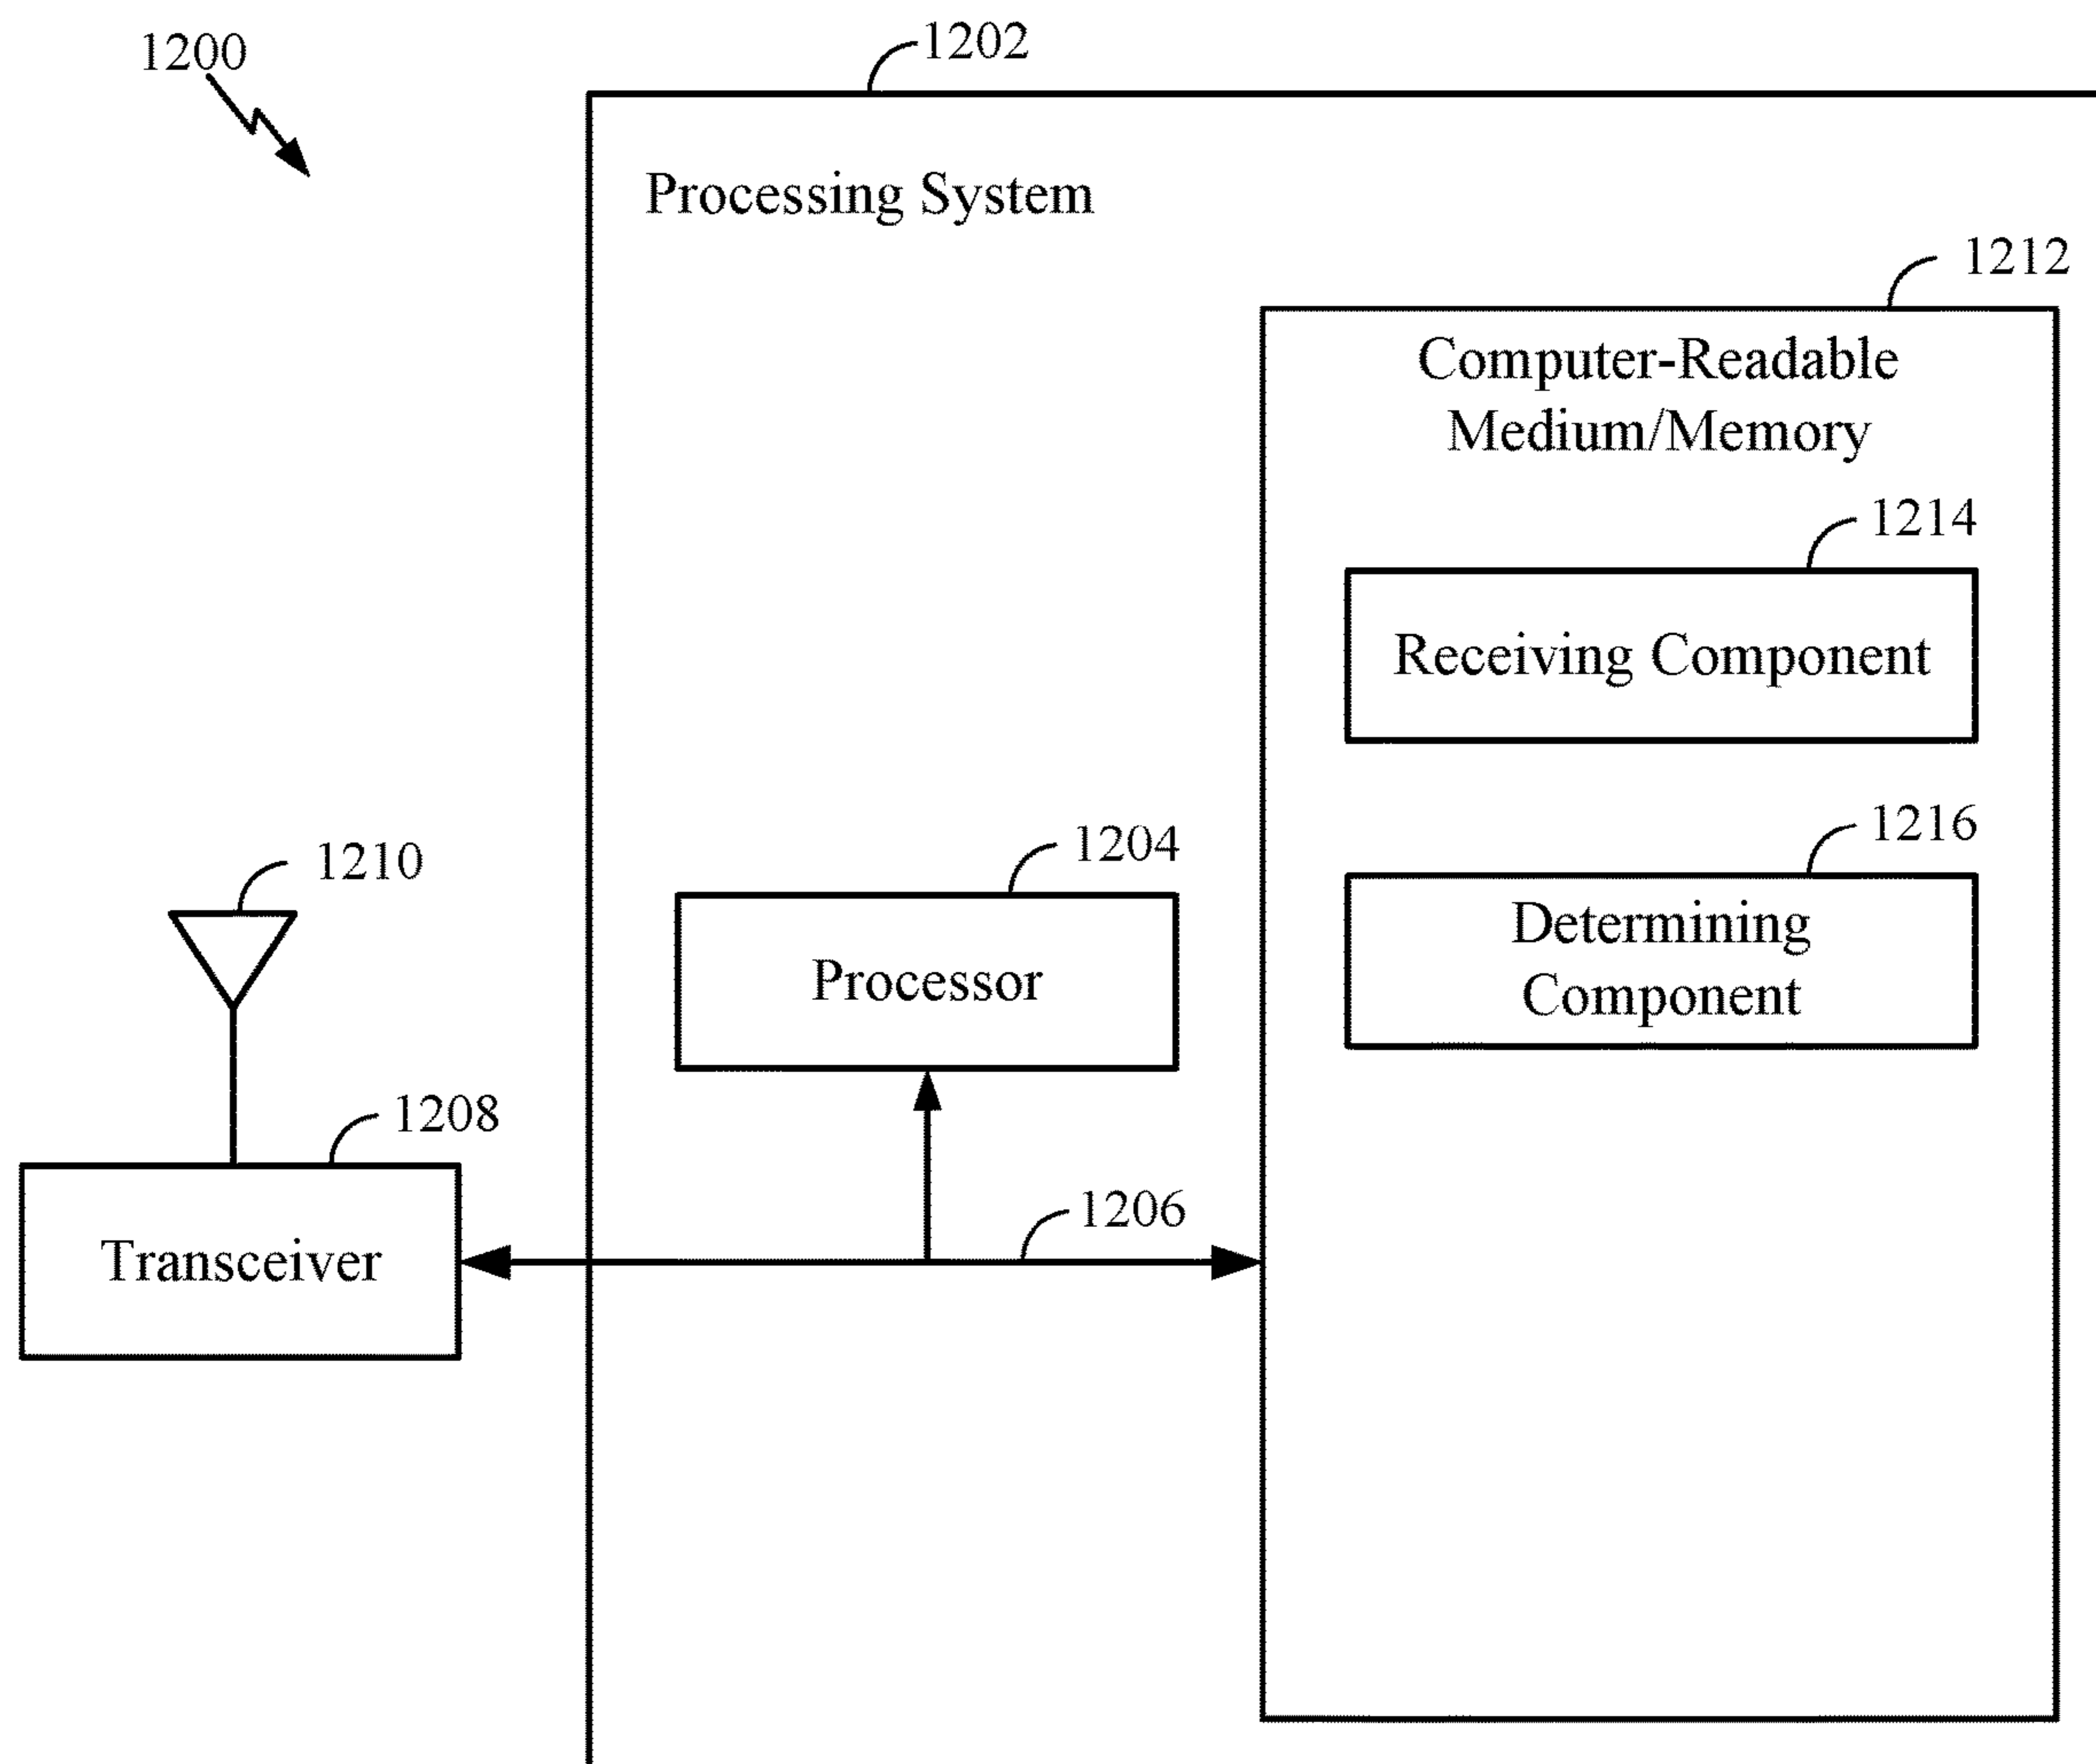 1200
1202
Processing System
1212
Computer-Readable
Medium/Memory
1214
Receiving Component
1216
Determining
Component
1204
Processor
1210
1208
Transceiver
1206